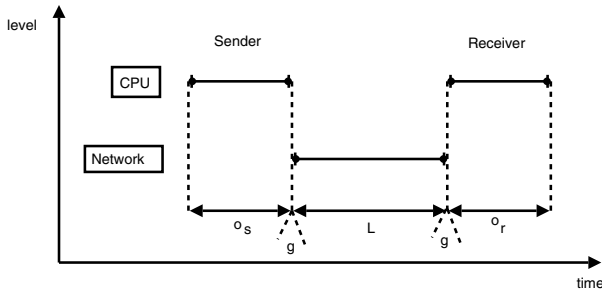 level
Sender
Receiver
CPU
Network
o s
g
L
g
o r
time